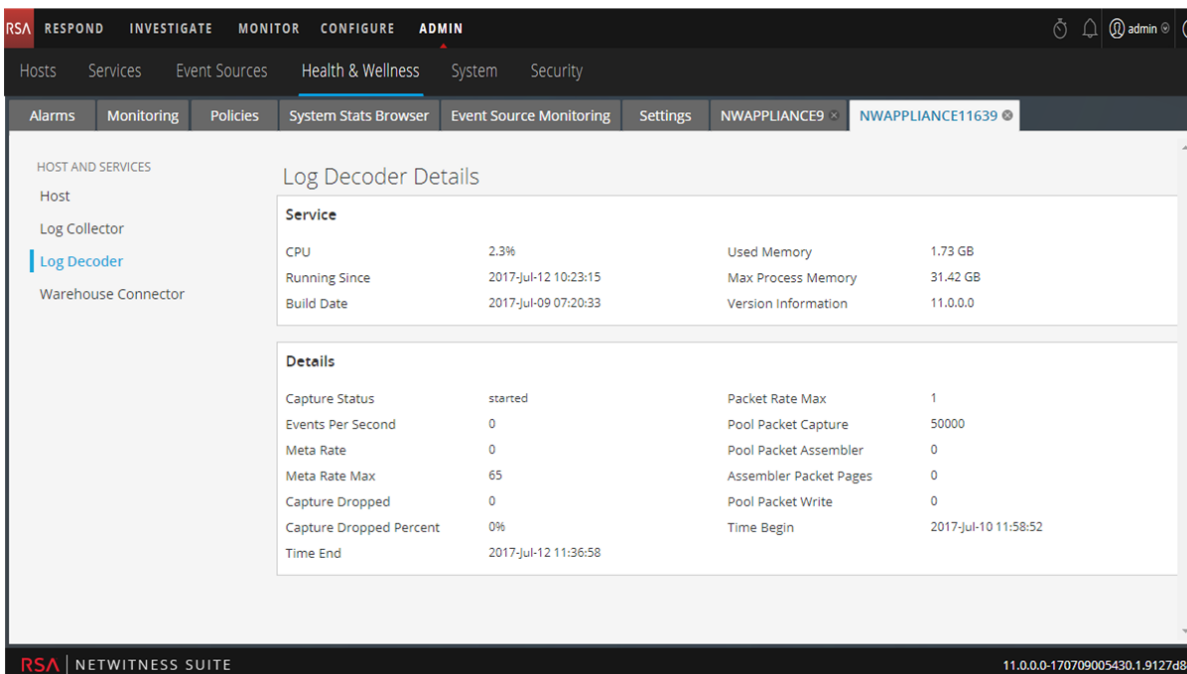 RSA RESPOND INVESTIGATE MONITOR CONFIGURE ADMIN admin
Hosts Services Event Sources Health & Wellness System Security
Alarms Monitoring Policies System Stats Browser Event Source Monitoring Settings NWAPPLIANCE9 NWAPPLIANCE11639
HOST AND SERVICES
Host
Log Collector
Log Decoder
Warehouse Connector
Log Decoder Details
Service
CPU 2.3% Used Memory 1.73 GB
Running Since 2017-Jul-12 10:23:15 Max Process Memory 31.42 GB
Build Date 2017-Jul-09 07:20:33 Version Information 11.0.0.0
Details
Capture Status started Packet Rate Max 1
Events Per Second 0 Pool Packet Capture 50000
Meta Rate 0 Pool Packet Assembler 0
Meta Rate Max 65 Assembler Packet Pages 0
Capture Dropped 0 Pool Packet Write 0
Capture Dropped Percent 0% Time Begin 2017-Jul-10 11:58:52
Time End 2017-Jul-12 11:36:58
RSA NETWITNESS SUITE 11.0.0.0-170709005430.1.9127d8